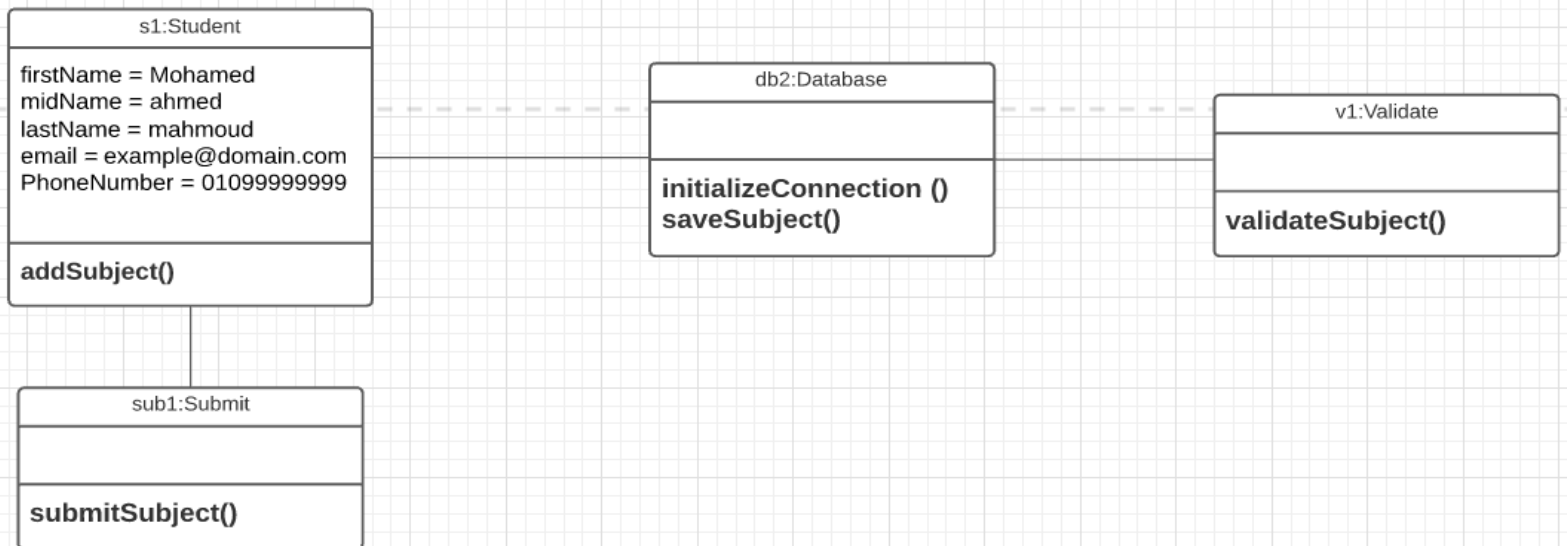 s1:Student
firstName = Mohamed
midName = ahmed
lastName = mahmoud
email = example@domain.com
PhoneNumber = 01099999999
addSubject()
db2:Database
initializeConnection ()
saveSubject()
v1:Validate
validateSubject()
sub1:Submit
submitSubject()